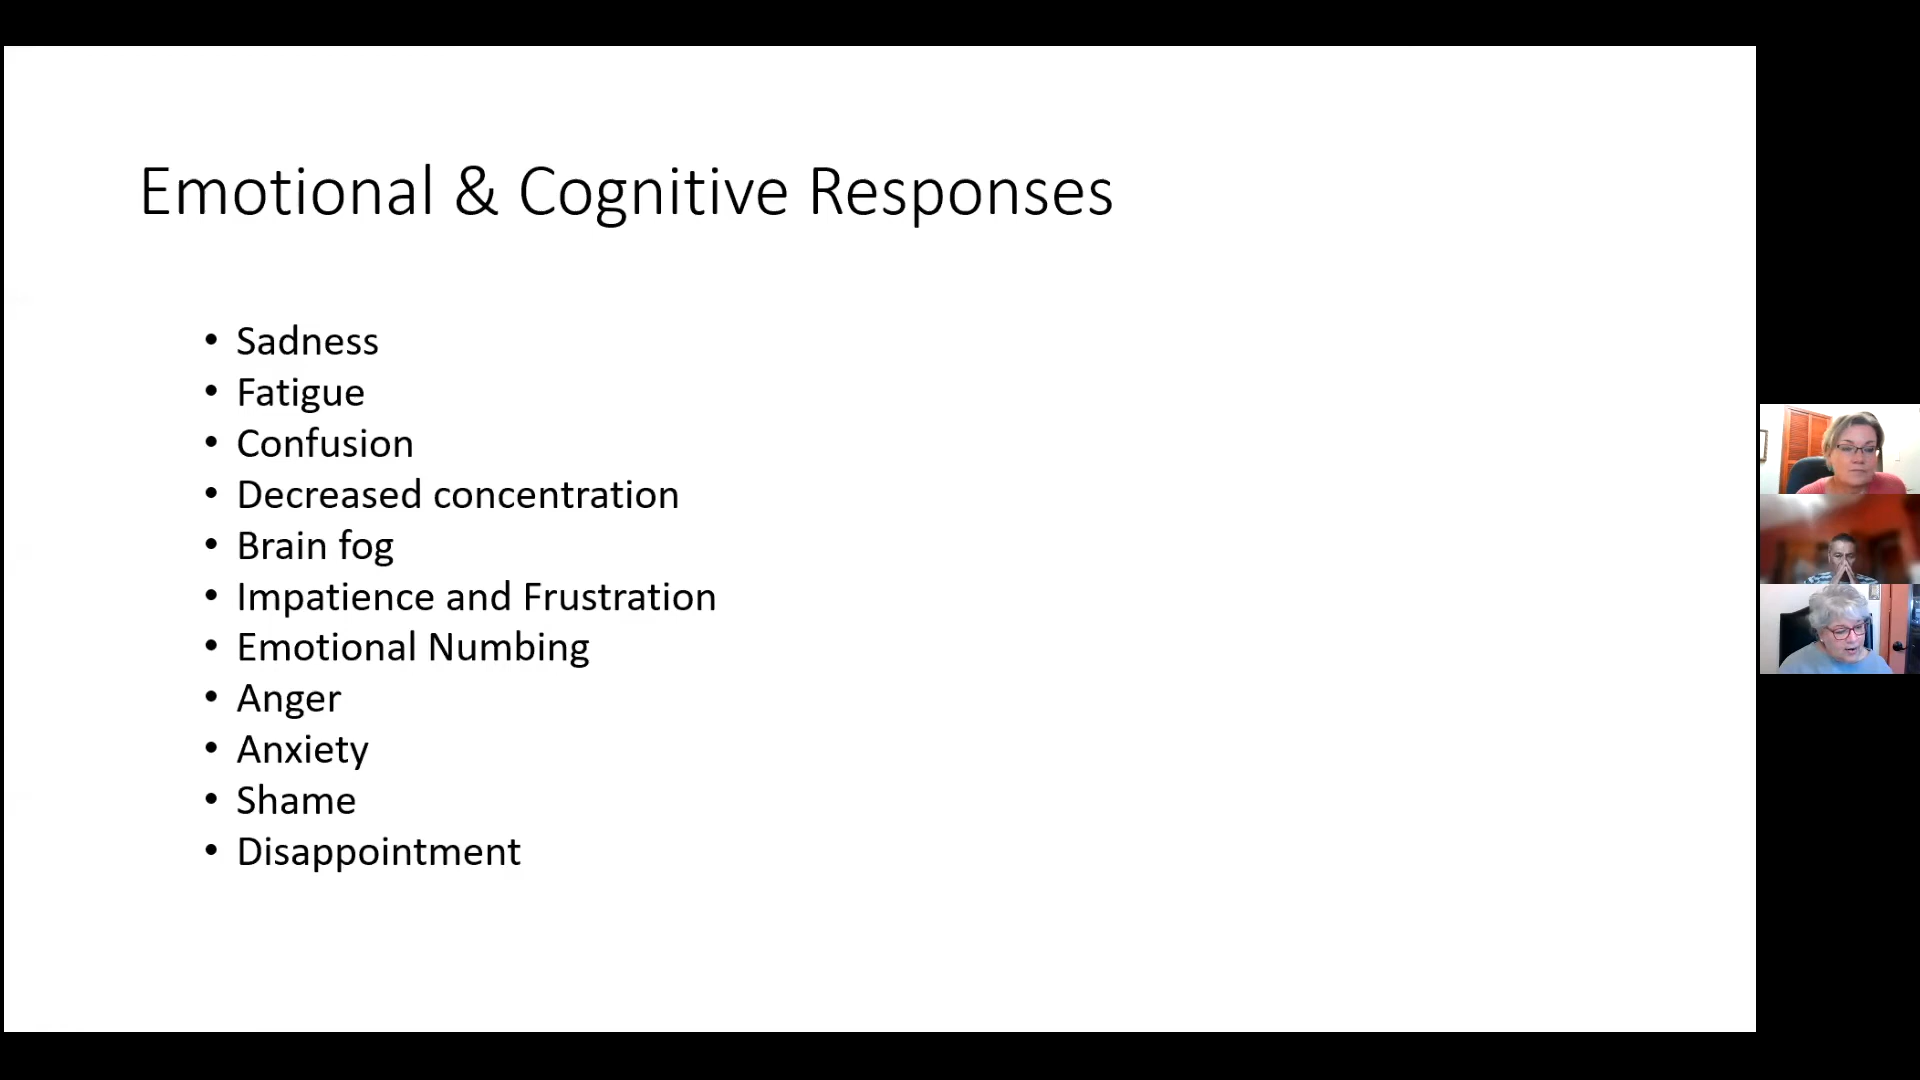 Emotional & Cognitive Responses
• Sadness
• Fatigue
• Confusion
• Decreased concentration
• Brain fog
• Impatience and Frustration
• Emotional Numbing
• Anger
• Anxiety
• Shame
• Disappointment